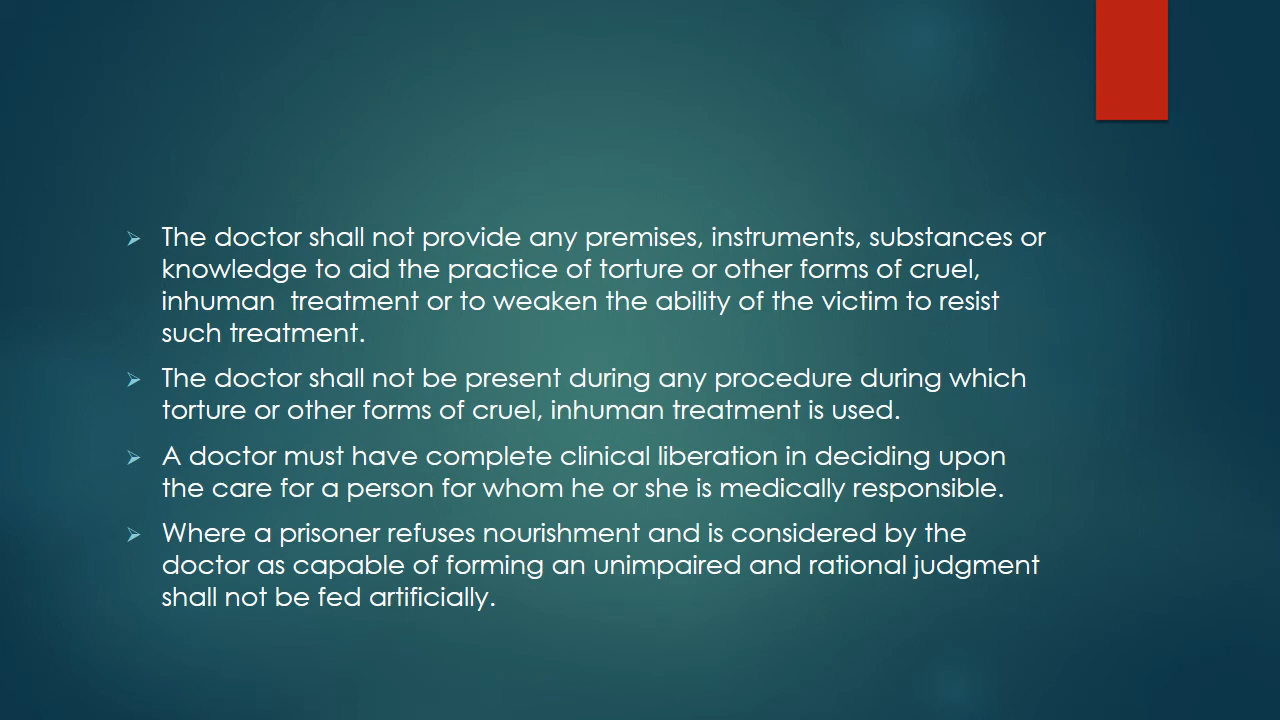 The doctor shall not provide any premises, instruments, substances or
knowledge to aid the practice of torture or other forms of cruel,
inhuman  treatment or to weaken the ability of the victim to resist
such treatment.
The doctor shall not be present during any procedure during which
torture or other forms of cruel, inhuman treatment is used.
A doctor must have complete clinical liberation in deciding upon
the care for a person for whom he or she is medically responsible.
Where a prisoner refuses nourishment and is considered by the
doctor as capable of forming an unimpaired and rational judgment
shall not be fed artificially.